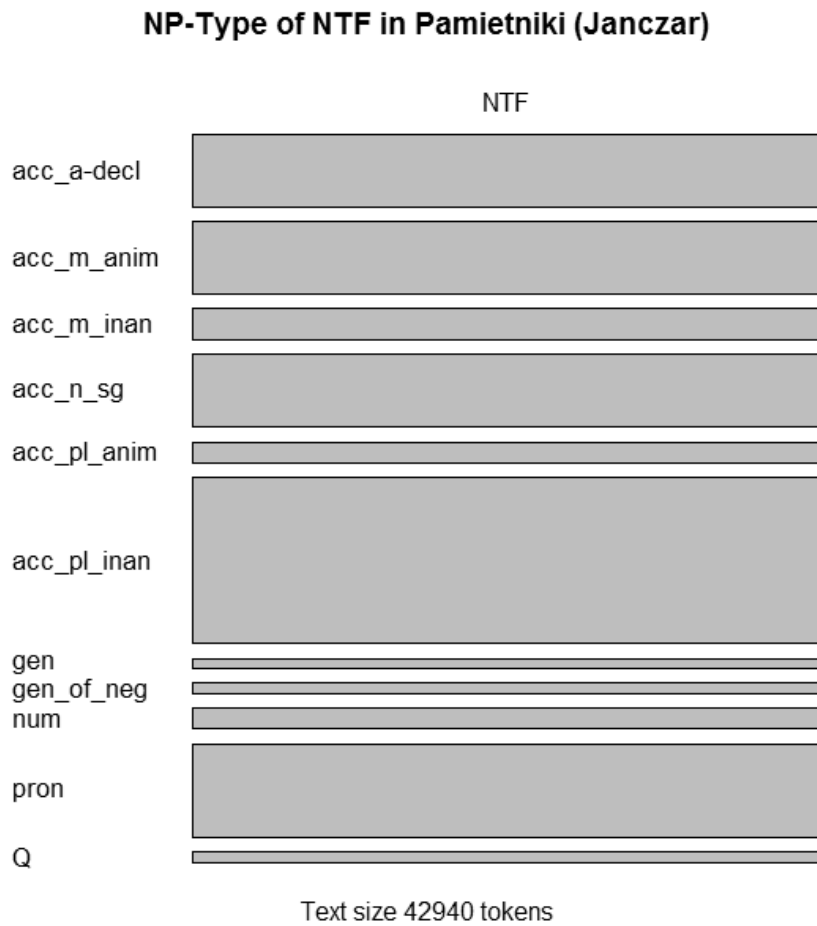 NP-Type of NTF in Pamietniki (Janczar)
NTF
acc_a-decl
acc_m_anim
acc_m_inan
acc_n_sg
acc_pl_anim
acc_pl_inan
gen
gen_of_neg
num
pron
Q
Text size 42940 tokens